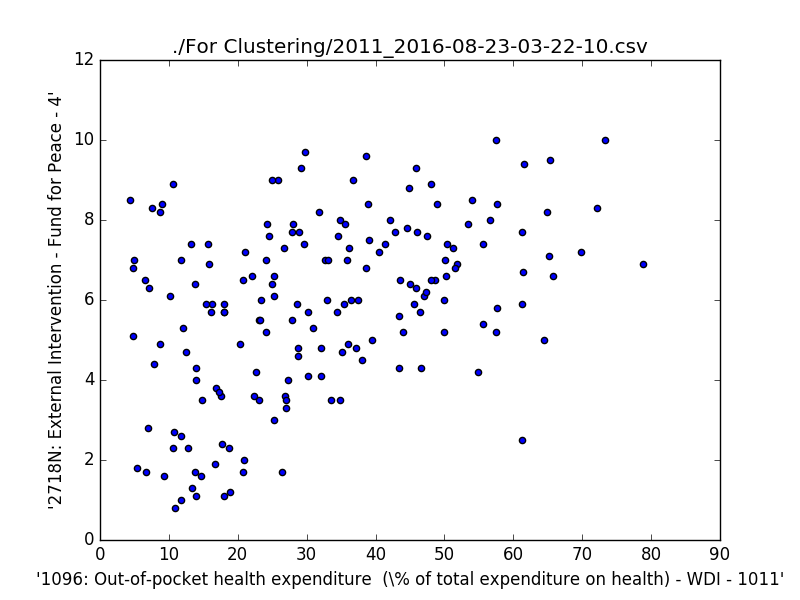 ./For Clustering/2011_2016-08-23-03-22-10.csv
12
10
8
6
4
2
0
'2718N: External Intervention - Fund for Peace - 4'
0 10 20 30 40 50 60 70 80 90
'1096: Out-of-pocket health expenditure  (\% of total expenditure on health) - WDI - 1011'